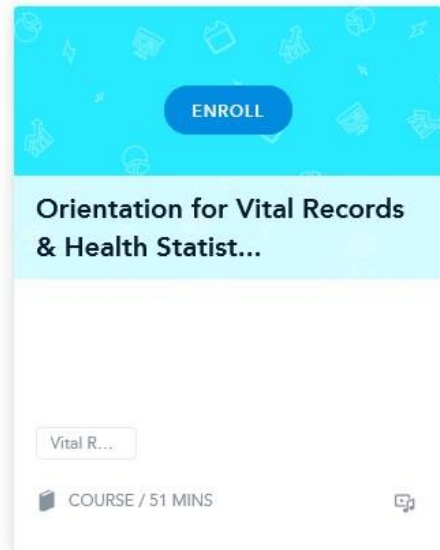 ENROLL
Orientation for Vital Records
& Health Statist...
Vital R...
COURSE / 51 MINS